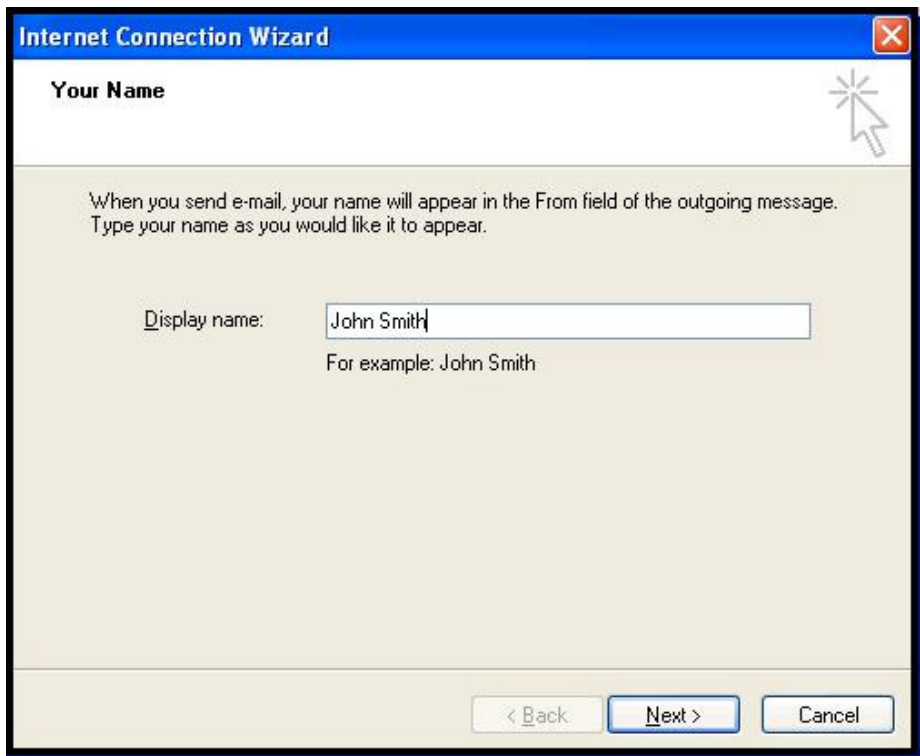 Internet Connection Wizard
Your Name
When you send e-mail, your name will appear in the From field of the outgoing message.
Type your name as you would like it to appear.
Display name: John Smith
For example: John Smith
< Back Next > Cancel